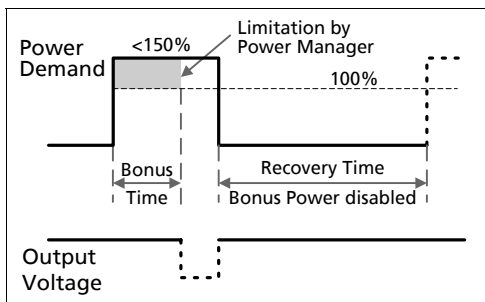 Power
Demand
<150%
Limitation by
Power Manager
100%
Bonus
Time
Recovery Time
Bonus Power disabled
Output
Voltage